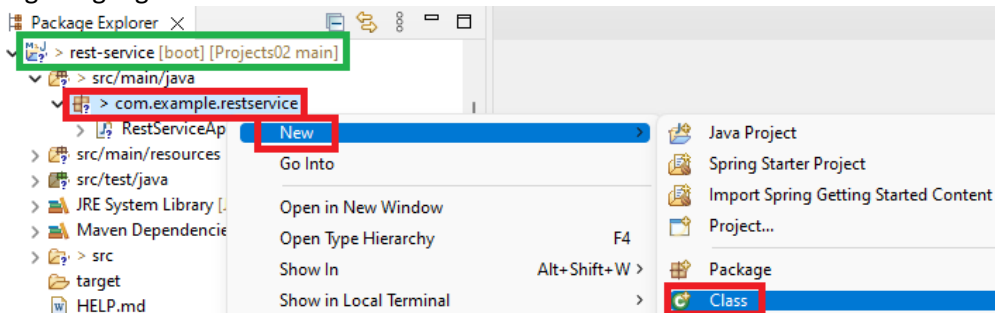 Package Explorer ×
> rest-service [boot] [Projects02 main]
> src/main/java
> com.example.restservice
> RestServiceAp
> src/main/resources
> src/test/java
> JRE System Library [.
> Maven Dependencie
> > src
target
HELP.md
New >
Go Into
Open in New Window
Open Type Hierarchy F4
Show In Alt+Shift+W >
Show in Local Terminal >
Java Project
Spring Starter Project
Import Spring Getting Started Content
Project...
Package
Class